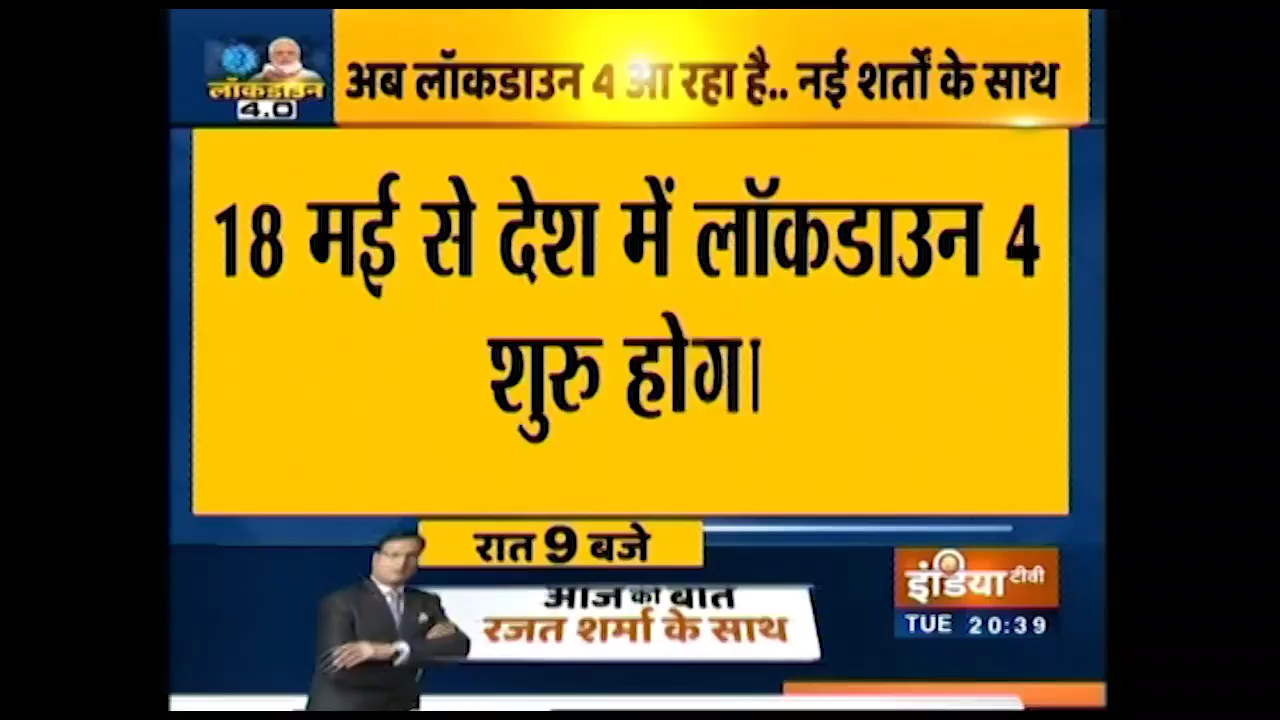 लॉकडाउन
4.0
अब लॉकडाउन 4 आ रहा है.. नई शर्तों के साथ
18 मई से देश में लॉकडाउन 4
शुरु होगा
रात 9 बजे
आज की बात
रजत शर्मा के साथ
इंडिया टीवी
TUE 20:39